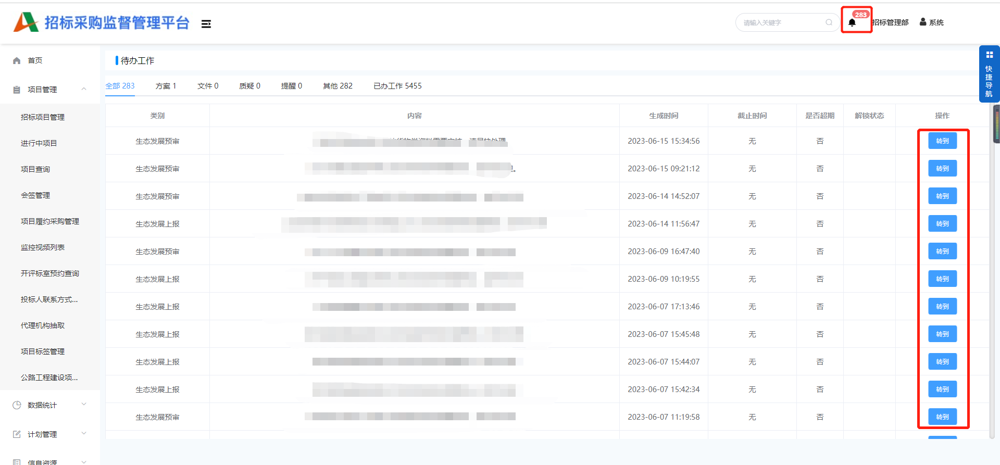 招标采购监督管理平台
请输入关键字
283
招标管理部
系统
快捷导航
首页
项目管理
招标项目管理
进行中项目
项目查询
会签管理
项目履约采购管理
监控视频列表
开评标室预约查询
投标人联系方式...
代理机构抽取
项目标签管理
公路工程建设项...
数据统计
计划管理
信息资源
待办工作
全部 283 方案 1 文件 0 质疑 0 提醒 0 其他 282 已办工作 5455
类别 内容 生成时间 截止时间 是否超期 解锁状态 操作
生态发展预审 2023-06-15 15:34:56 无 否 转到
生态发展预审 2023-06-15 09:21:12 无 否 转到
生态发展预审 2023-06-14 14:52:07 无 否 转到
生态发展上报 2023-06-14 11:56:47 无 否 转到
生态发展预审 2023-06-09 16:47:40 无 否 转到
生态发展上报 2023-06-09 10:19:55 无 否 转到
生态发展上报 2023-06-07 17:13:46 无 否 转到
生态发展上报 2023-06-07 15:45:48 无 否 转到
生态发展上报 2023-06-07 15:44:07 无 否 转到
生态发展上报 2023-06-07 15:42:34 无 否 转到
生态发展预审 2023-06-07 11:19:58 无 否 转到